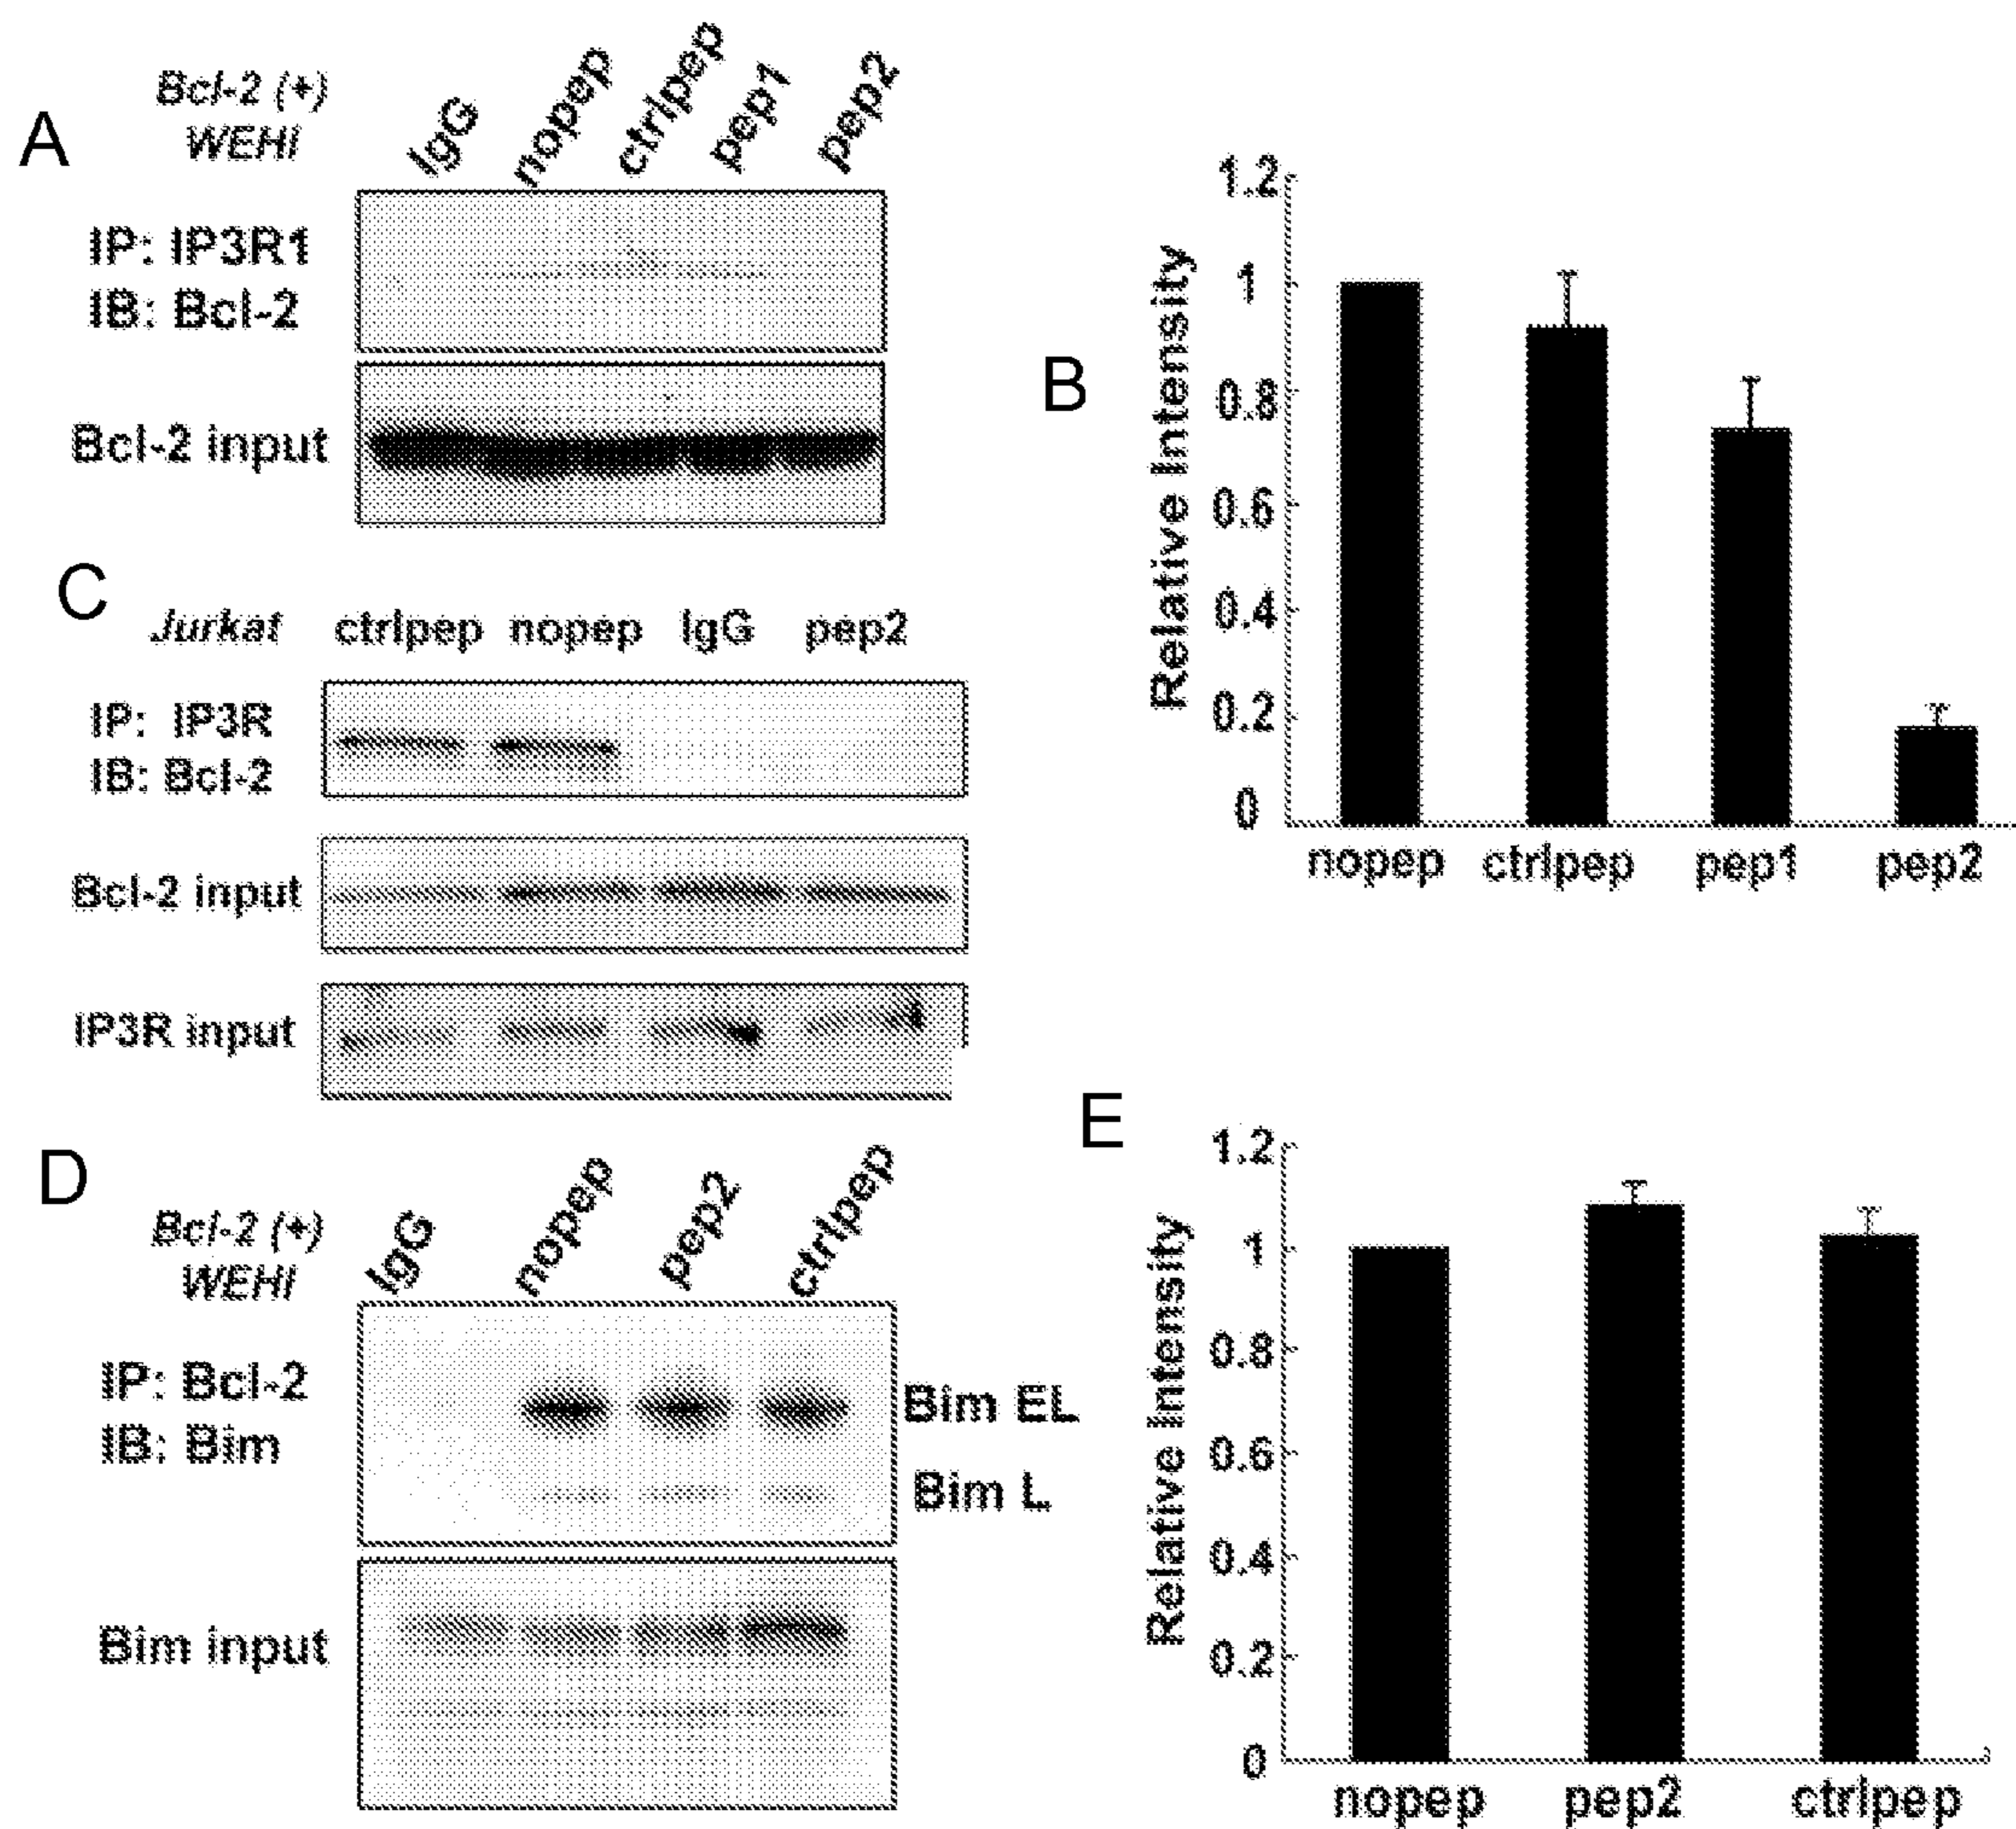 A
Bcl-2 (+)
WEHI
IgG
nopep
ctrlpep
pep1
pep2
IP: IP3R1
IB: Bcl-2
Bcl-2 input
B
Relative Intensity
1.2
1
0.8
0.6
0.4
0.2
0
nopep ctrlpep pep1 pep2
C
Jurkat ctrlpep nopep IgG pep2
IP: IP3R
IB: Bcl-2
Bcl-2 input
IP3R input
D
Bcl-2 (+)
WEHI
IgG
nopep
pep2
ctrlpep
IP: Bcl-2
IB: Bim
Bim EL
Bim L
Bim input
E
Relative Intensity
1.2
1
0.8
0.6
0.4
0.2
0
nopep pep2 ctrlpep